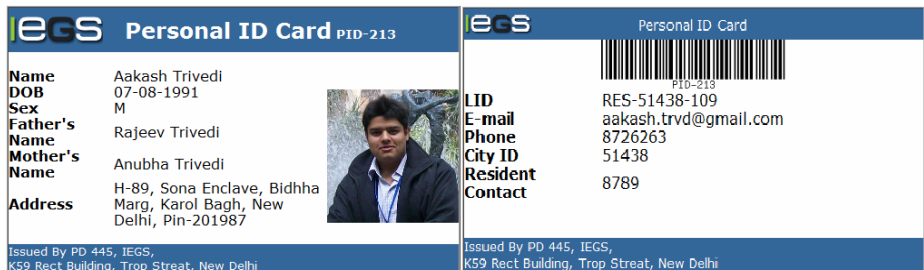 IEGS Personal ID Card PID-213
Name Aakash Trivedi
DOB 07-08-1991
Sex M
Father's
Name Rajeev Trivedi
Mother's
Name Anubha Trivedi
Address H-89, Sona Enclave, Bidhha
Marg, Karol Bagh, New
Delhi, Pin-201987
Issued By PD 445, IEGS,
K59 Rect Building, Trop Streat, New Delhi
IEGS Personal ID Card
PID-213
LID RES-51438-109
E-mail aakash.trvd@gmail.com
Phone 8726263
City ID 51438
Resident
Contact 8789
Issued By PD 445, IEGS,
K59 Rect Building, Trop Streat, New Delhi